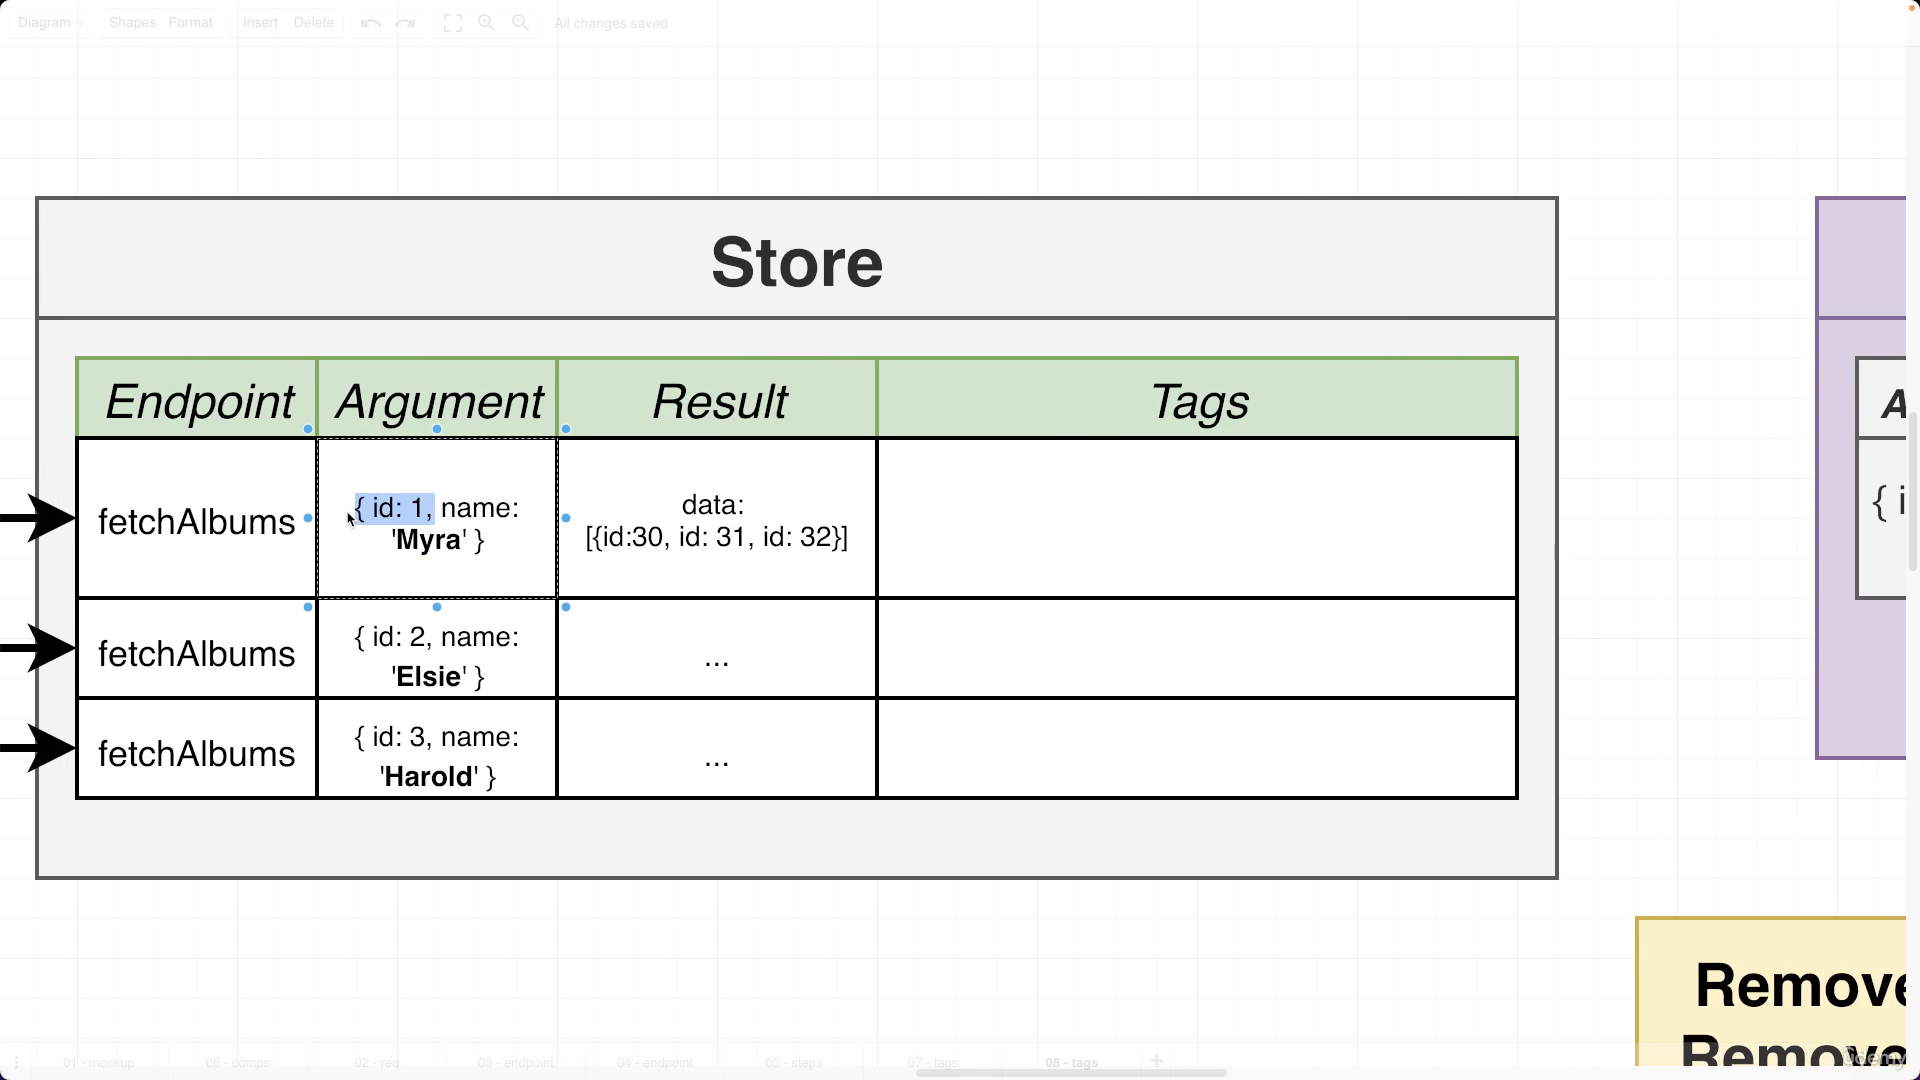 Diagram Shapes Format Insert Delete All changes saved
Store
Endpoint Argument Result Tags
fetchAlbums
{ id: 1, name:
'Myra' }
data:
[{id:30, id: 31, id: 32}]
fetchAlbums
{ id: 2, name:
'Elsie' }
...
fetchAlbums
{ id: 3, name:
'Harold' }
...
A
{ i
Remove
Remove
01 - mockup 06 - comps 02 - req 03 - endpoint 04 - endpoint 05 - steps 07 - tags 08 - tags
udemy